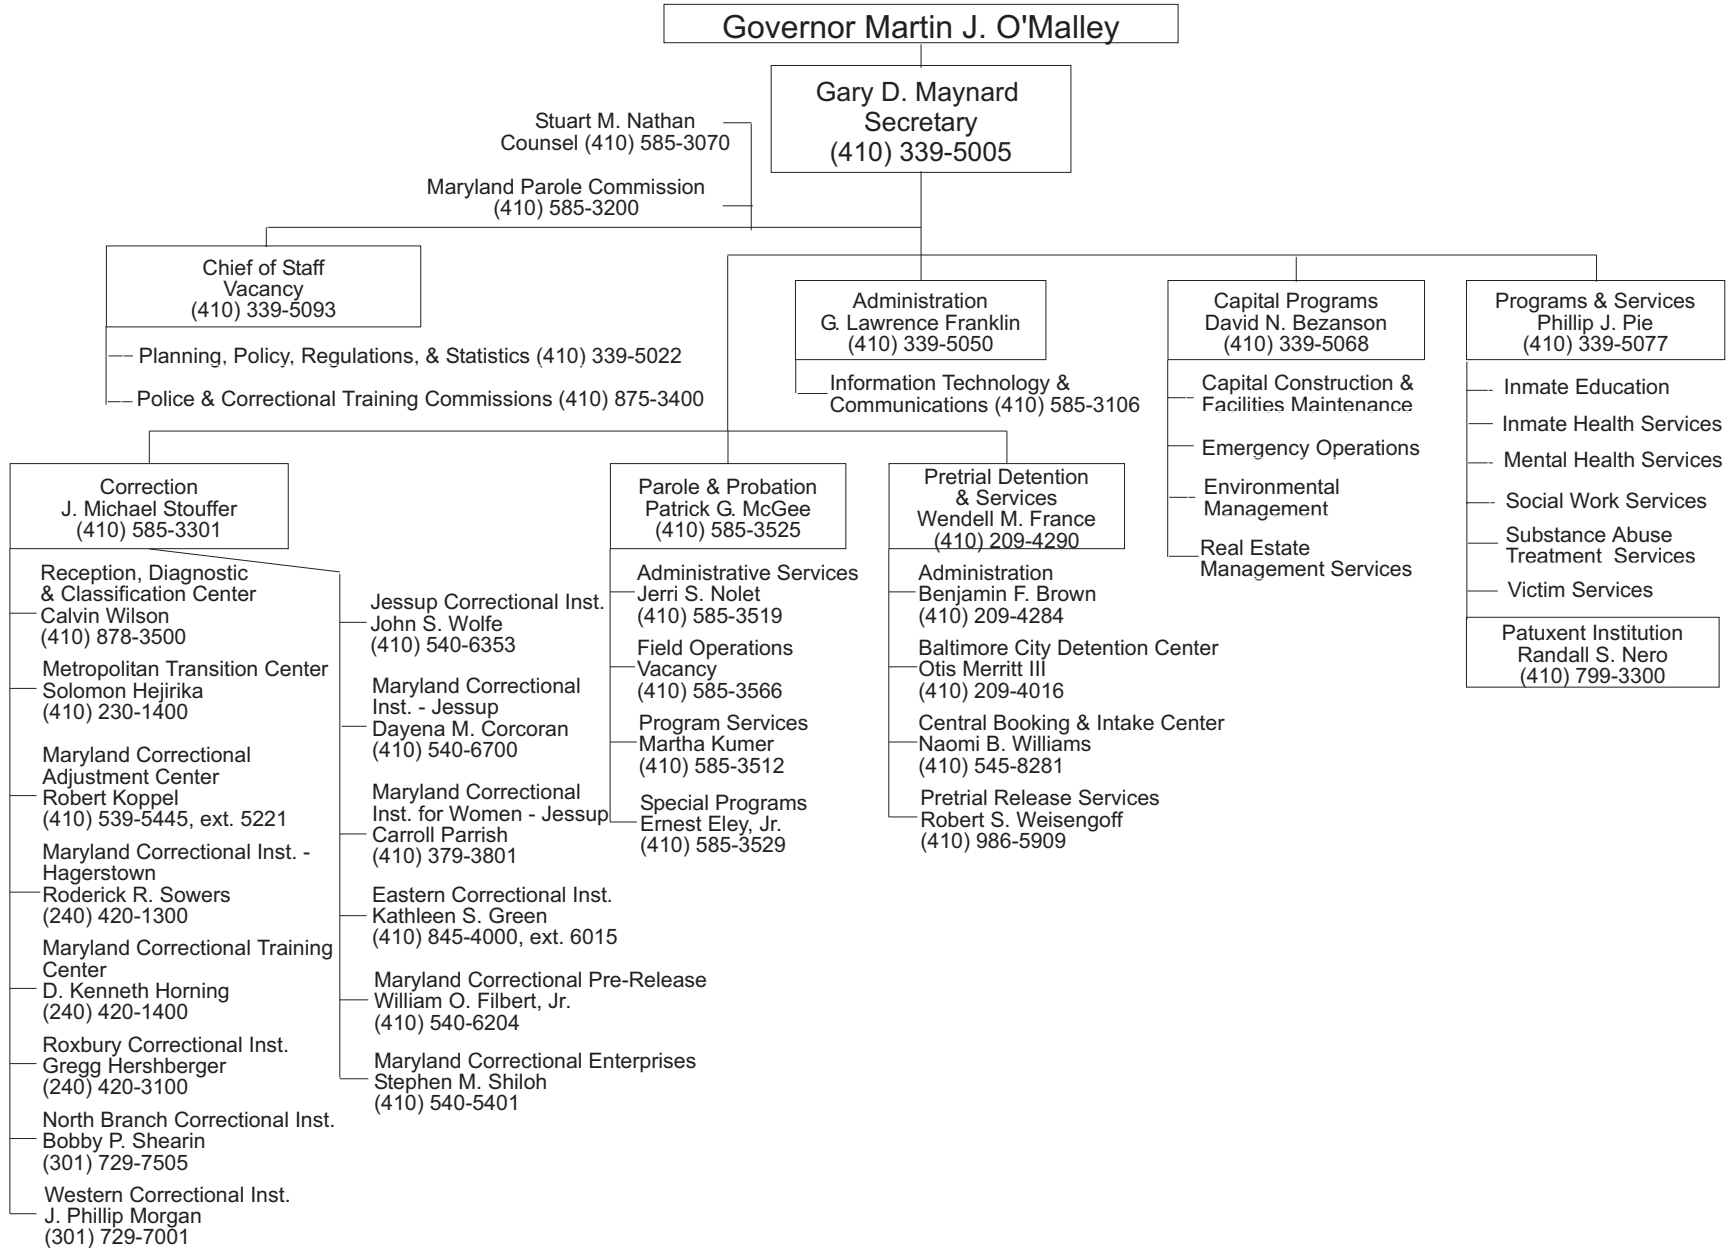 Governor Martin J. O'Malley
Gary D. Maynard
Secretary
(410) 339-5005
Stuart M. Nathan
Counsel (410) 585-3070
Maryland Parole Commission
(410) 585-3200
Chief of Staff
Vacancy
(410) 339-5093
Planning, Policy, Regulations, & Statistics (410) 339-5022
Police & Correctional Training Commissions (410) 875-3400
Administration
G. Lawrence Franklin
(410) 339-5050
Information Technology &
Communications (410) 585-3106
Capital Programs
David N. Bezanson
(410) 339-5068
Capital Construction &
Facilities Maintenance
Emergency Operations
Environmental
Management
Real Estate
Management Services
Programs & Services
Phillip J. Pie
(410) 339-5077
Inmate Education
Inmate Health Services
Mental Health Services
Social Work Services
Substance Abuse
Treatment Services
Victim Services
Patuxent Institution
Randall S. Nero
(410) 799-3300
Correction
J. Michael Stouffer
(410) 585-3301
Reception, Diagnostic
& Classification Center
Calvin Wilson
(410) 878-3500
Metropolitan Transition Center
Solomon Hejirika
(410) 230-1400
Maryland Correctional
Adjustment Center
Robert Koppel
(410) 539-5445, ext. 5221
Maryland Correctional Inst. -
Hagerstown
Roderick R. Sowers
(240) 420-1300
Maryland Correctional Training
Center
D. Kenneth Horning
(240) 420-1400
Roxbury Correctional Inst.
Gregg Hershberger
(240) 420-3100
North Branch Correctional Inst.
Bobby P. Shearin
(301) 729-7505
Western Correctional Inst.
J. Phillip Morgan
(301) 729-7001
Jessup Correctional Inst.
John S. Wolfe
(410) 540-6353
Maryland Correctional
Inst. - Jessup
Dayena M. Corcoran
(410) 540-6700
Maryland Correctional
Inst. for Women - Jessup
Carroll Parrish
(410) 379-3801
Eastern Correctional Inst.
Kathleen S. Green
(410) 845-4000, ext. 6015
Maryland Correctional Pre-Release
William O. Filbert, Jr.
(410) 540-6204
Maryland Correctional Enterprises
Stephen M. Shiloh
(410) 540-5401
Parole & Probation
Patrick G. McGee
(410) 585-3525
Administrative Services
Jerri S. Nolet
(410) 585-3519
Field Operations
Vacancy
(410) 585-3566
Program Services
Martha Kumer
(410) 585-3512
Special Programs
Ernest Eley, Jr.
(410) 585-3529
Pretrial Detention
& Services
Wendell M. France
(410) 209-4290
Administration
Benjamin F. Brown
(410) 209-4284
Baltimore City Detention Center
Otis Merritt III
(410) 209-4016
Central Booking & Intake Center
Naomi B. Williams
(410) 545-8281
Pretrial Release Services
Robert S. Weisengoff
(410) 986-5909